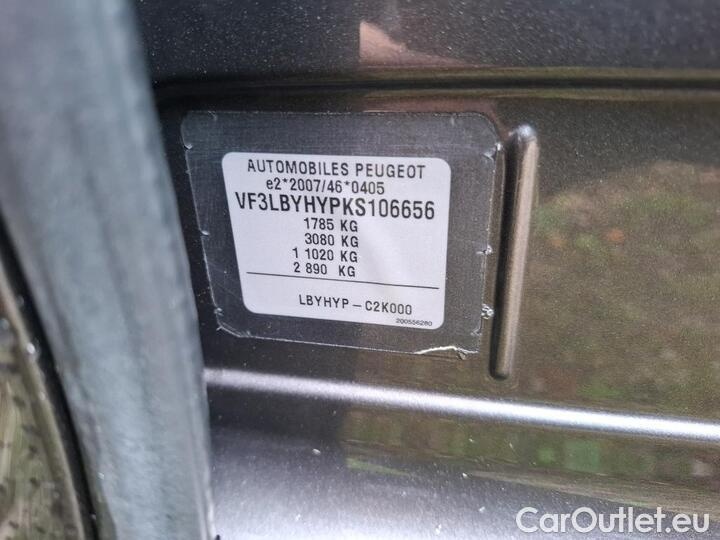 AUTOMOBILES PEUGEOT
e2*2007/46*0405
VF3LBYHYPKS106656
1785 KG
3080 KG
1 1020 KG
2 890 KG
LBYHYP-C2K000
200556280
CarOutlet.eu